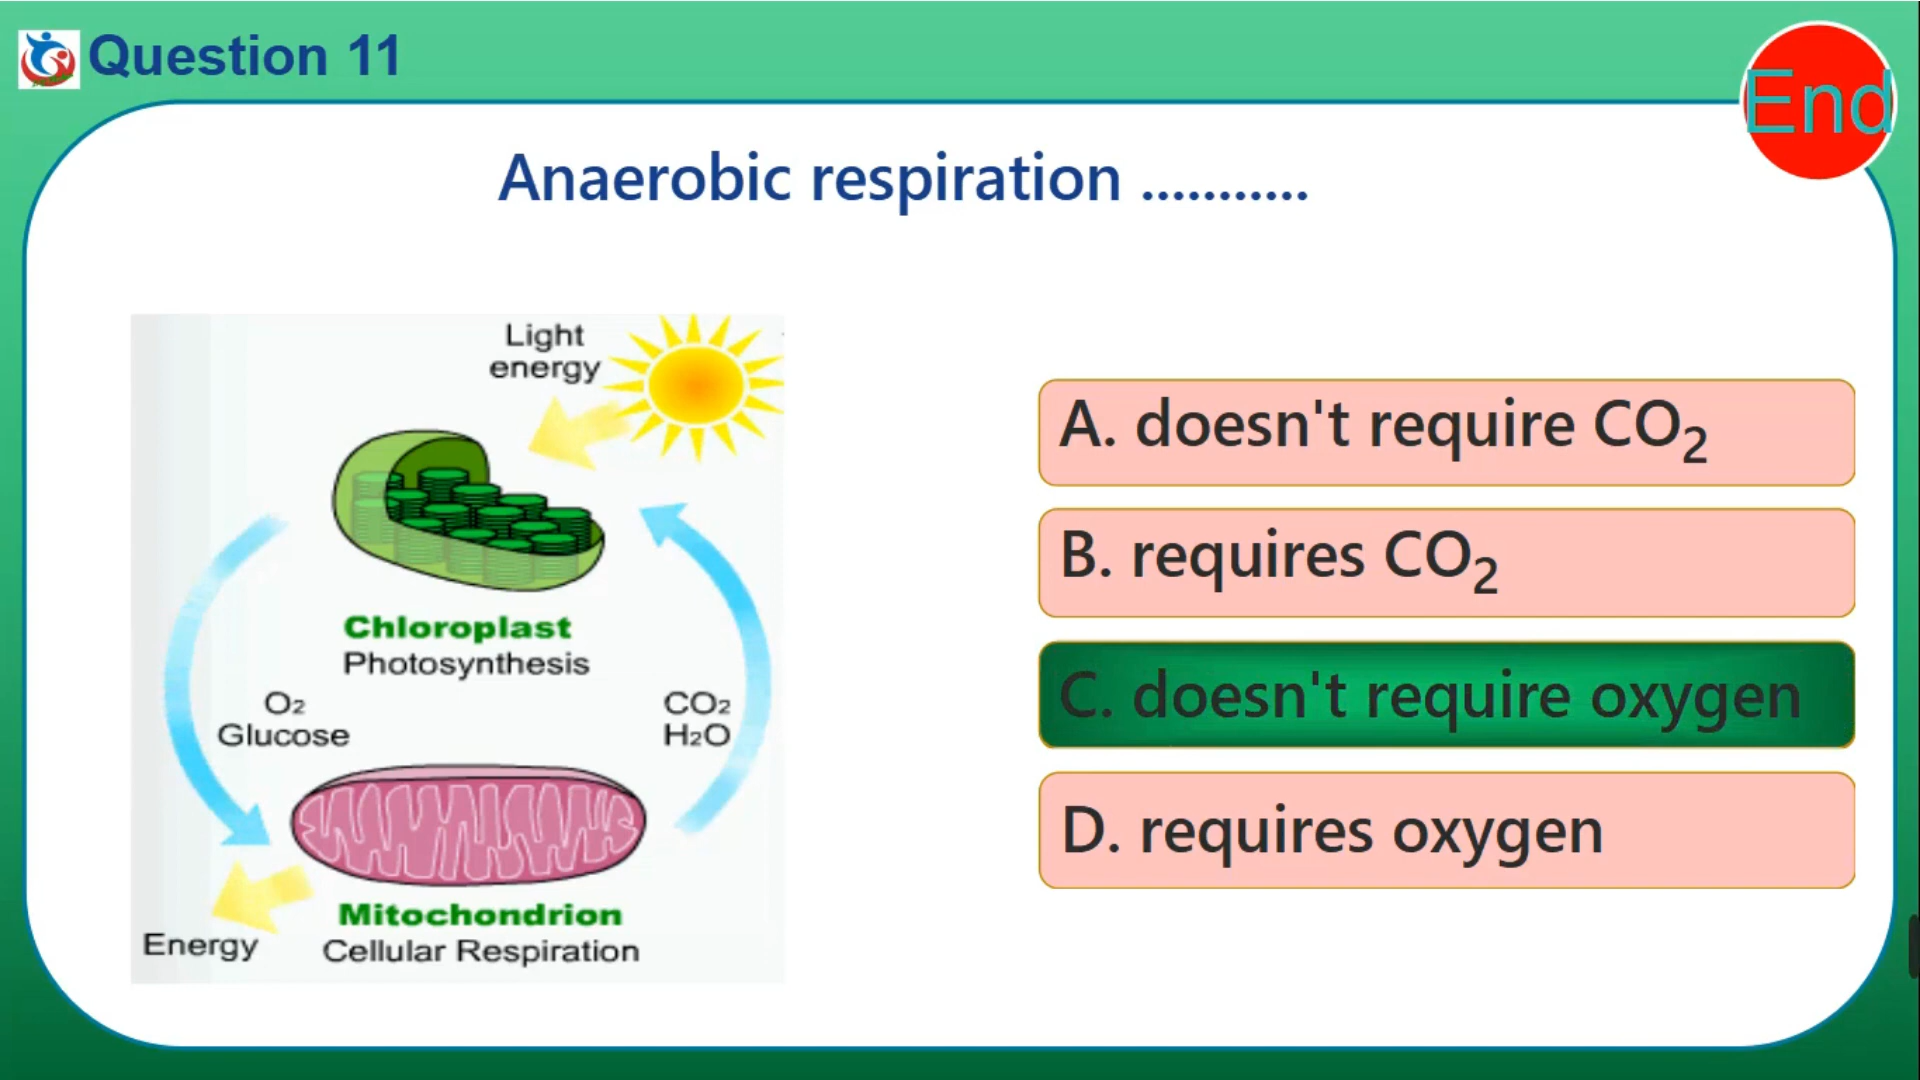 Question 11
End
Anaerobic respiration ...........
Light
energy
Chloroplast
Photosynthesis
O₂
Glucose
CO₂
H₂O
Mitochondrion
Cellular Respiration
Energy
A. doesn't require CO₂
B. requires CO₂
C. doesn't require oxygen
D. requires oxygen